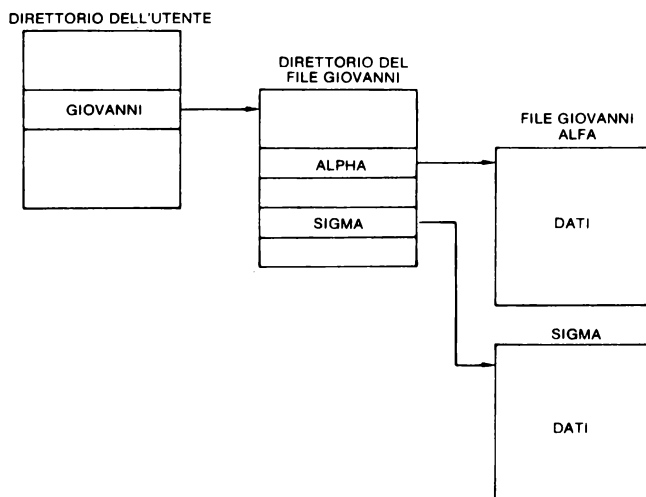 DIRETTORIO DELL'UTENTE
GIOVANNI
DIRETTORIO DEL
FILE GIOVANNI
ALPHA
SIGMA
FILE GIOVANNI
ALFA
DATI
SIGMA
DATI